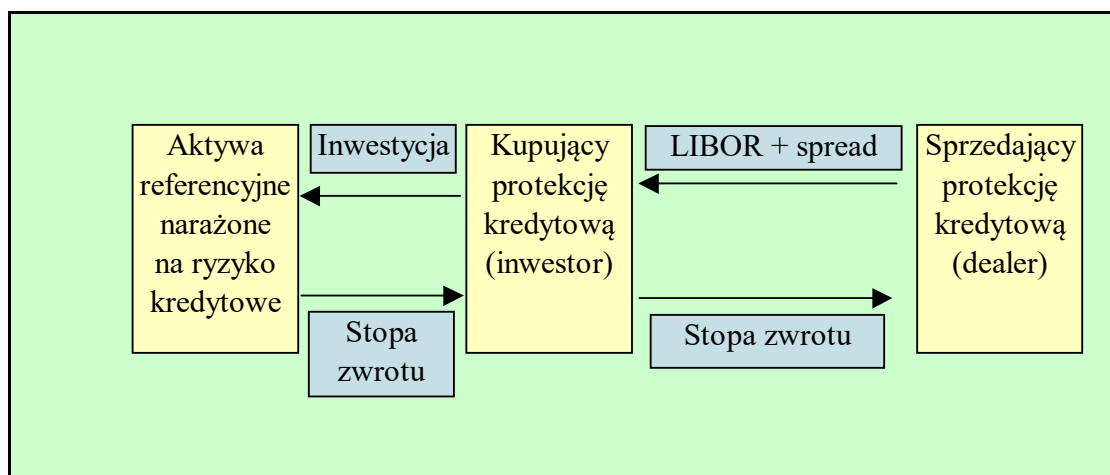 Aktywa
referencyjne
narażone
na ryzyko
kredytowe
Inwestycja
Stopa
zwrotu
Kupujący
protekcję
kredytową
(inwestor)
LIBOR + spread
Stopa zwrotu
Sprzedający
protekcję
kredytową
(dealer)